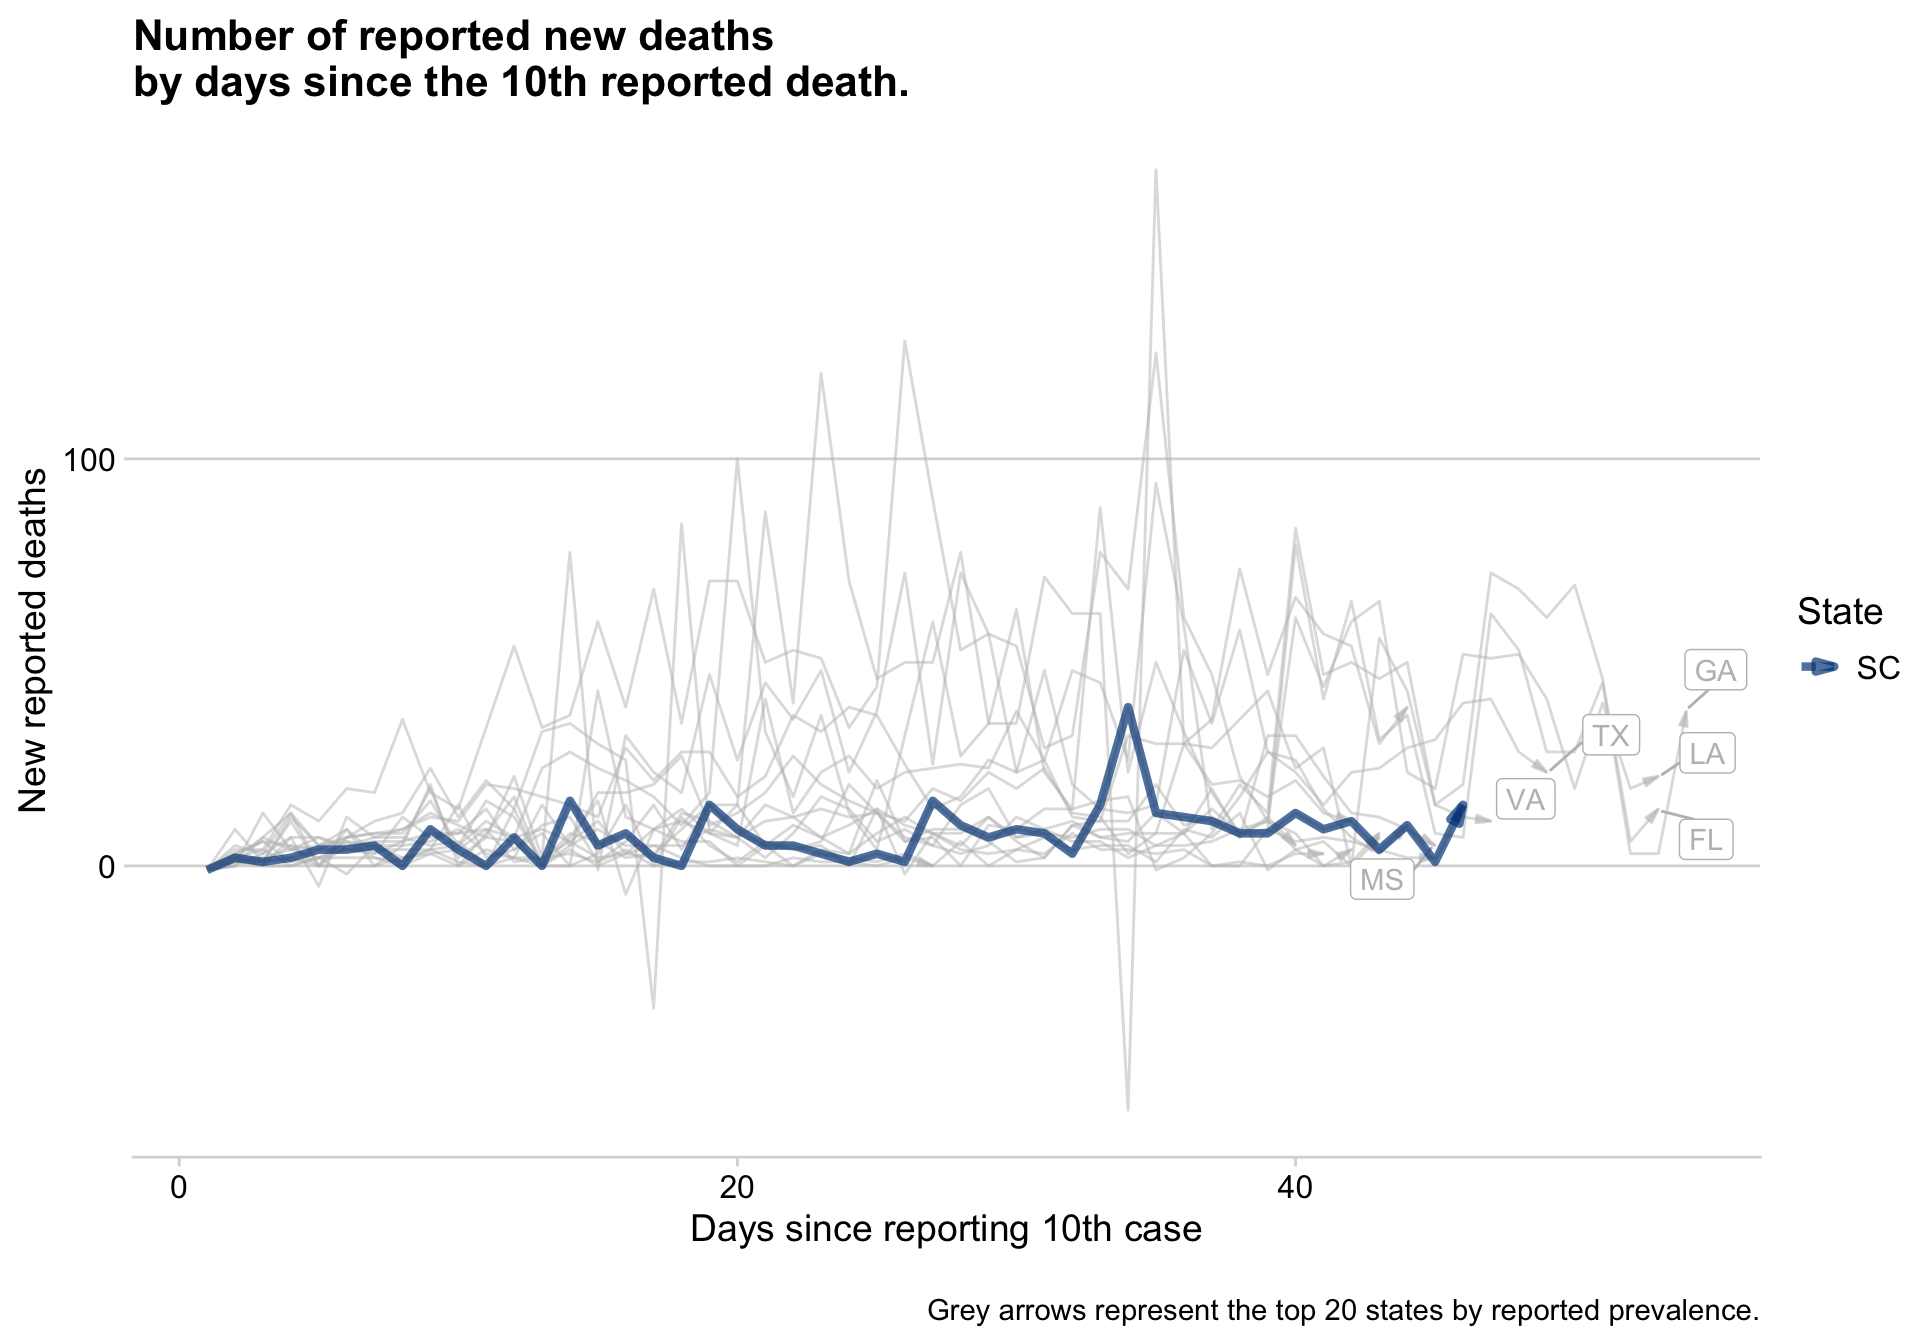 Number of reported new deaths
by days since the 10th reported death.
100
0
New reported deaths
GA
TX
LA
VA
FL
MS
State
SC
0
20
40
Days since reporting 10th case
Grey arrows represent the top 20 states by reported prevalence.